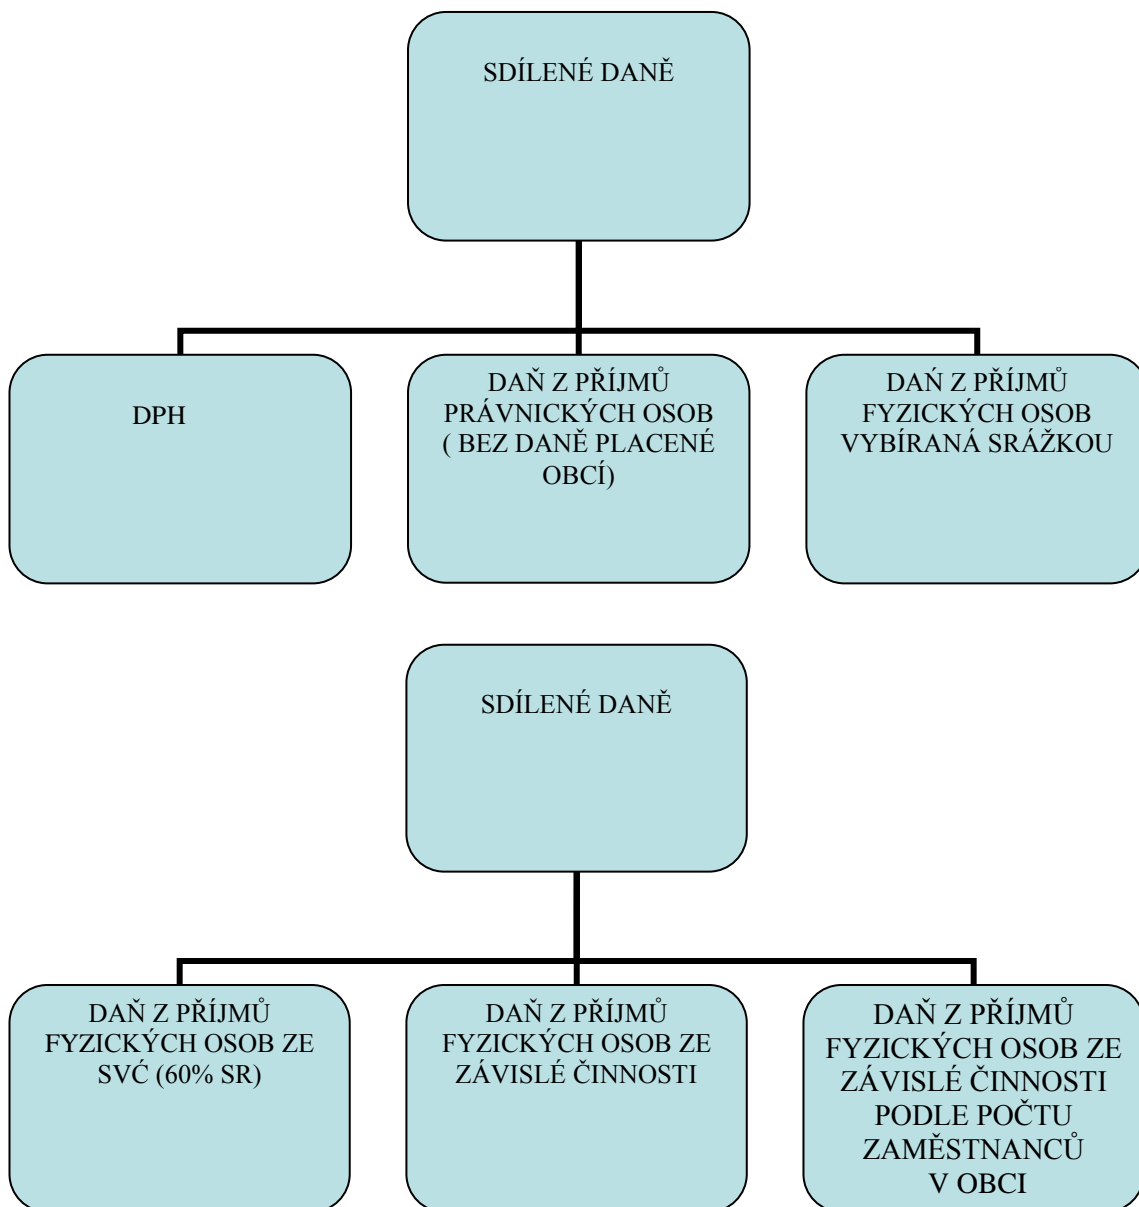 SDÍLENÉ DANĚ
DPH
DAŇ Z PŘÍJMŮ
PRÁVNICKÝCH OSOB
( BEZ DANĚ PLACENÉ
OBCÍ)
DAŃ Z PŘÍJMŮ
FYZICKÝCH OSOB
VYBÍRANÁ SRÁŽKOU
SDÍLENÉ DANĚ
DAŇ Z PŘÍJMŮ
FYZICKÝCH OSOB ZE
SVĆ (60% SR)
DAŇ Z PŘÍJMŮ
FYZICKÝCH OSOB ZE
ZÁVISLÉ ČINNOSTI
DAŇ Z PŘÍJMŮ
FYZICKÝCH OSOB ZE
ZÁVISLÉ ČINNOSTI
PODLE POČTU
ZAMĚSTNANCŮ
V OBCI